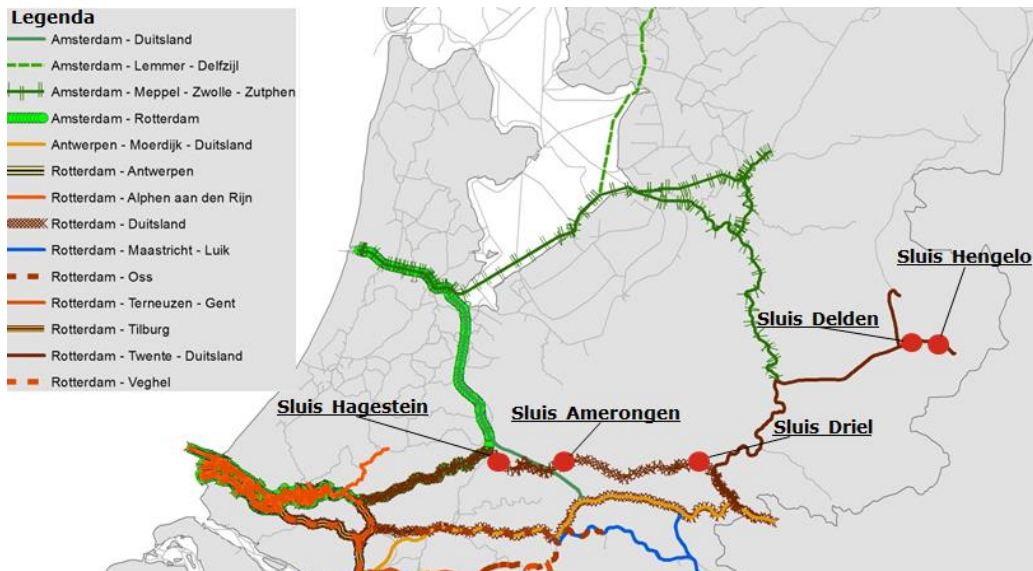 Legenda
Amsterdam - Duitsland
Amsterdam - Lemmer - Delfzijl
Amsterdam - Meppel - Zwolle - Zutphen
Amsterdam - Rotterdam
Antwerpen - Moerdijk - Duitsland
Rotterdam - Antwerpen
Rotterdam - Alphen aan den Rijn
Rotterdam - Duitsland
Rotterdam - Maastricht - Luik
Rotterdam - Oss
Rotterdam - Terneuzen - Gent
Rotterdam - Tilburg
Rotterdam - Twente - Duitsland
Rotterdam - Veghel
Sluis Hengelo
Sluis Delden
Sluis Hagestein
Sluis Amerongen
Sluis Driel